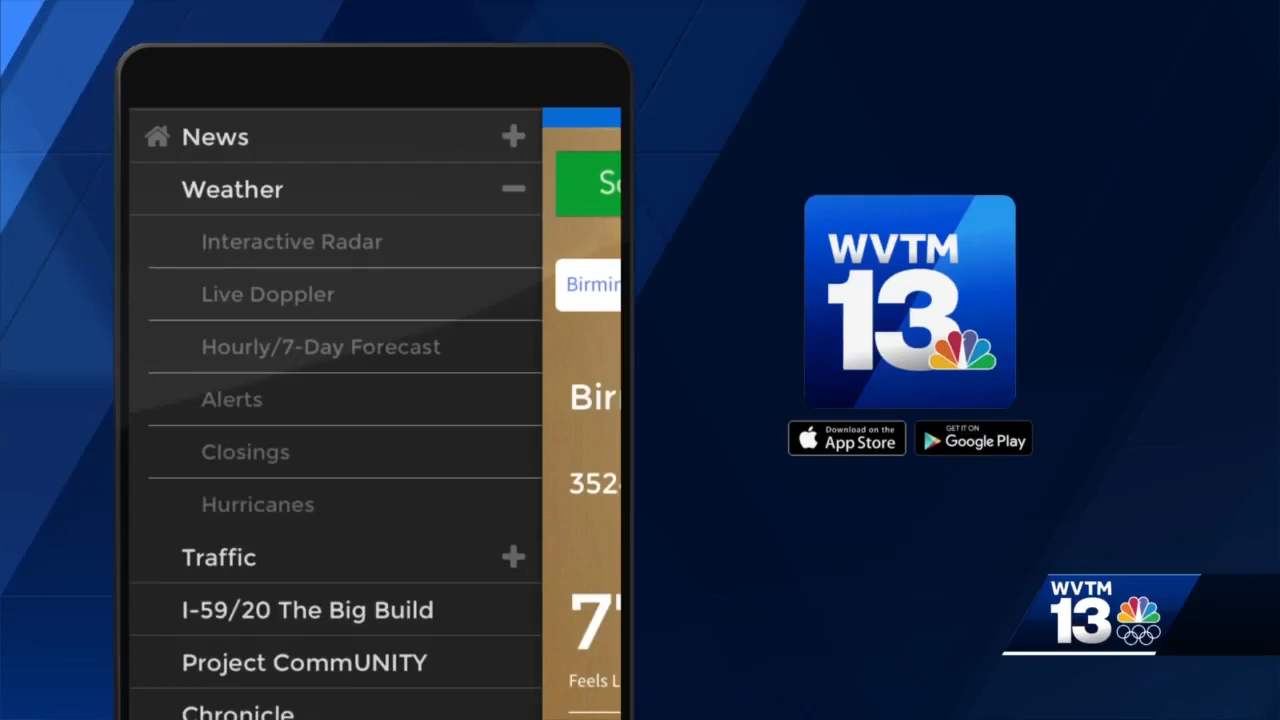 News
Weather
Interactive Radar
Live Doppler
Hourly/7-Day Forecast
Alerts
Closings
Hurricanes
Traffic
I-59/20 The Big Build
Project CommUNITY
Chronicle
Feels L
352
WVTM
13
Download on the
App Store
GET IT ON
Google Play
WVTM
13